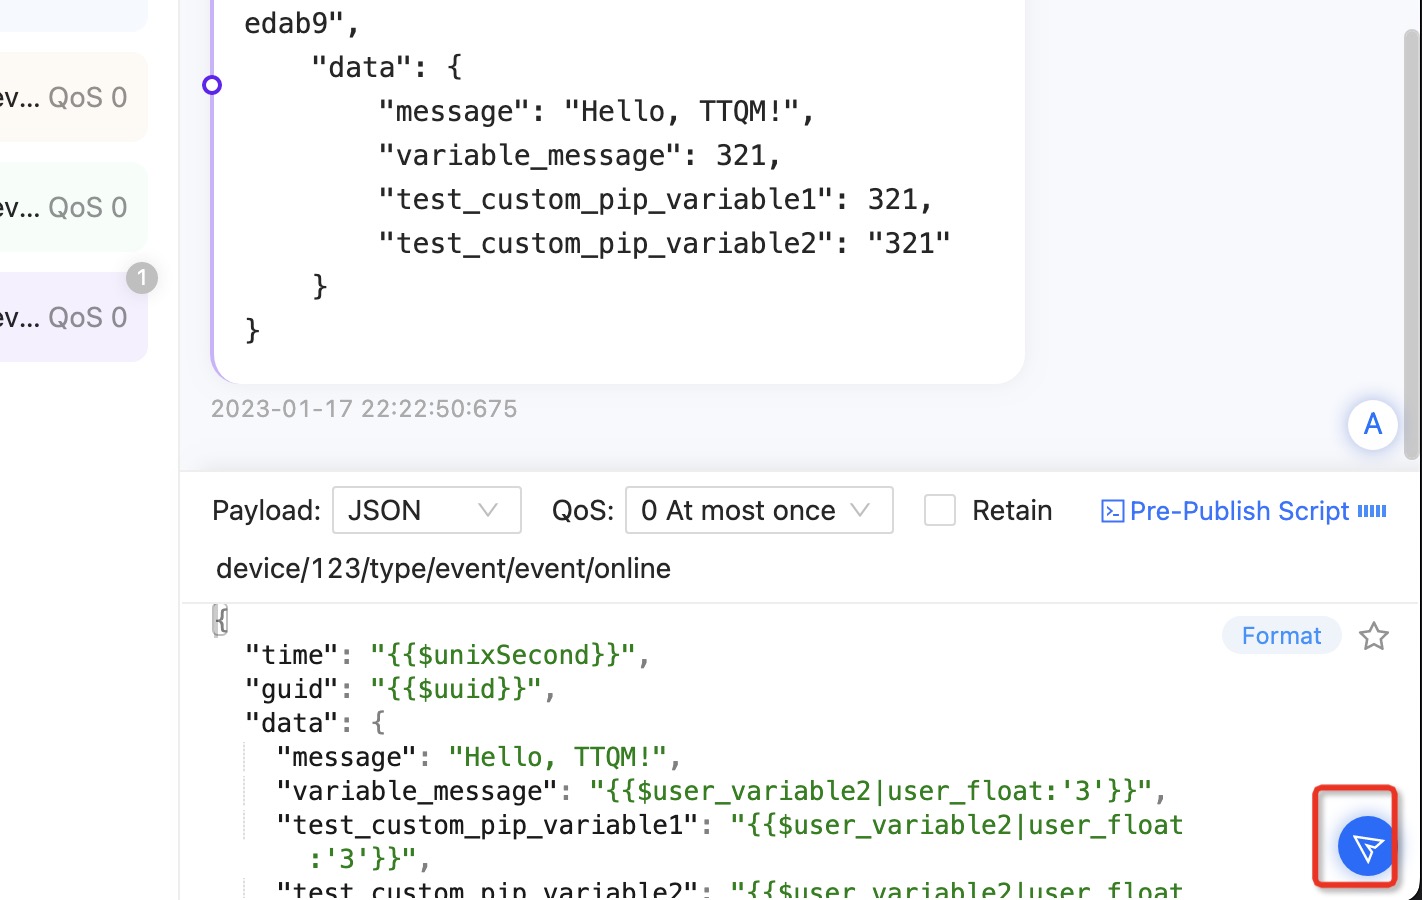 edab9",
"data": {
"message": "Hello, TTQM!",
"variable_message": 321,
"test_custom_pip_variable1": 321,
"test_custom_pip_variable2": "321"
}
}
2023-01-17 22:22:50:675
ev... QoS 0
ev... QoS 0
1
ev... QoS 0
A
Payload: JSON QoS: 0 At most once Retain Pre-Publish Script
device/123/type/event/event/online
Format
{
"time": "{{$unixSecond}}",
"guid": "{{$uuid}}",
"data": {
"message": "Hello, TTQM!",
"variable_message": "{{$user_variable2|user_float:'3'}}",
"test_custom_pip_variable1": "{{$user_variable2|user_float
:'3'}}",
"test_custom_pip_variable2": "{{$user_variable2|user_float